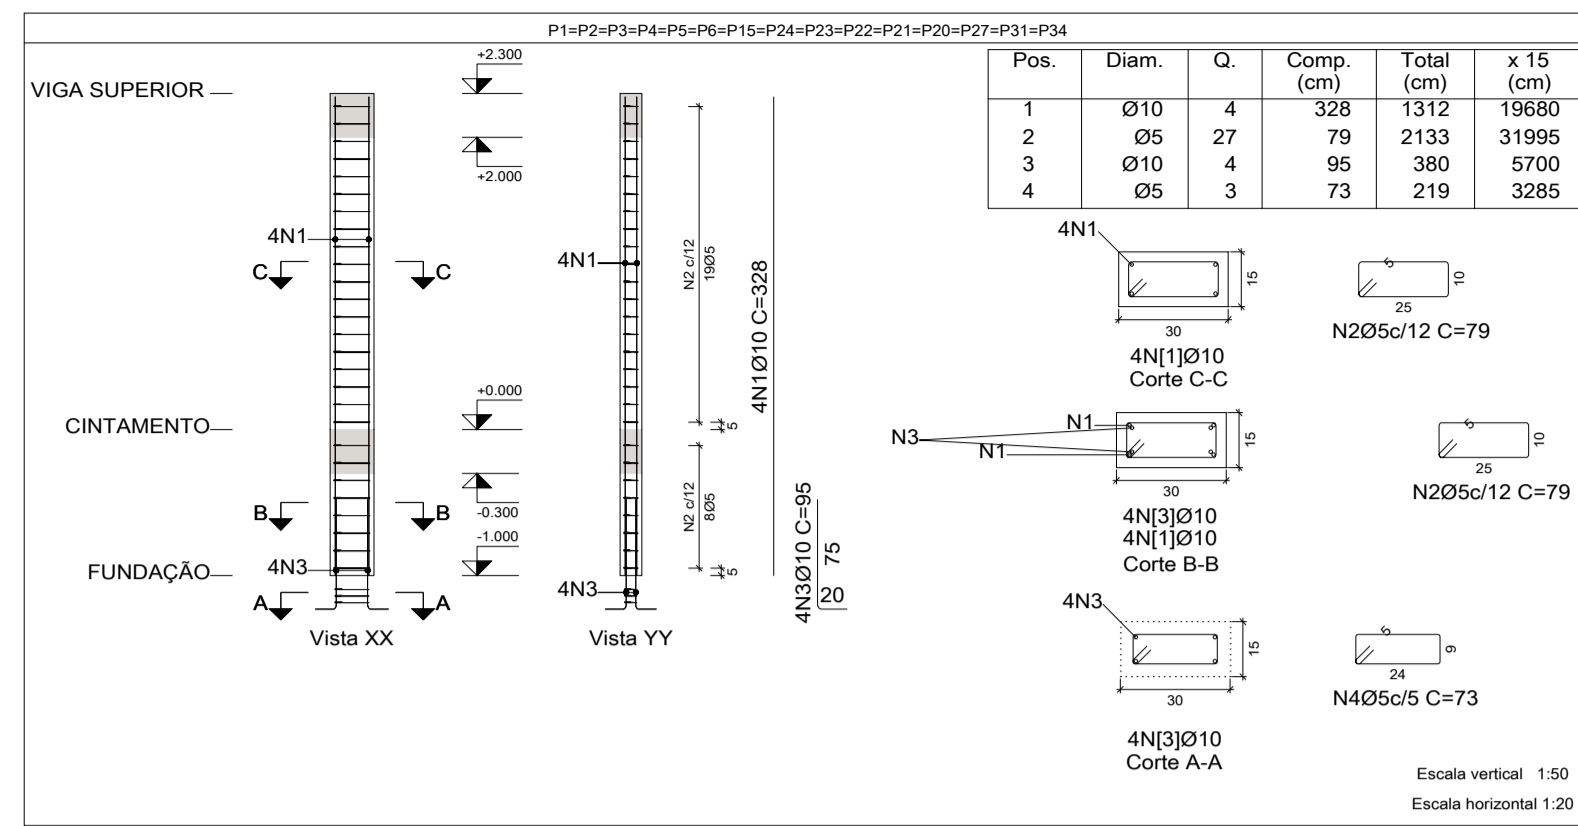 P1=P2=P3=P4=P5=P6=P15=P24=P23=P22=P21=P20=P27=P31=P34
Pos. Diam. Q. Comp. (cm) Total (cm) x 15 (cm)
1 Ø10 4 328 1312 19680
2 Ø5 27 79 2133 31995
3 Ø10 4 95 380 5700
4 Ø5 3 73 219 3285
VIGA SUPERIOR
+2.300
+2.000
4N1
C C
4N1
N2 c/12
19Ø5
4N1Ø10 C=328
CINTAMENTO
+0.000
5
-0.300
B B
N2 c/12
8Ø5
-1.000
FUNDAÇÃO
4N3
5
A A
4N3
4N3Ø10 C=95
75
20
Vista XX
Vista YY
4N1
15
30
4N[1]Ø10
Corte C-C
5
10
25
N2Ø5c/12 C=79
N3
N1
N1
15
30
4N[3]Ø10
4N[1]Ø10
Corte B-B
5
10
25
N2Ø5c/12 C=79
4N3
15
30
4N[3]Ø10
Corte A-A
5
9
24
N4Ø5c/5 C=73
Escala vertical 1:50
Escala horizontal 1:20